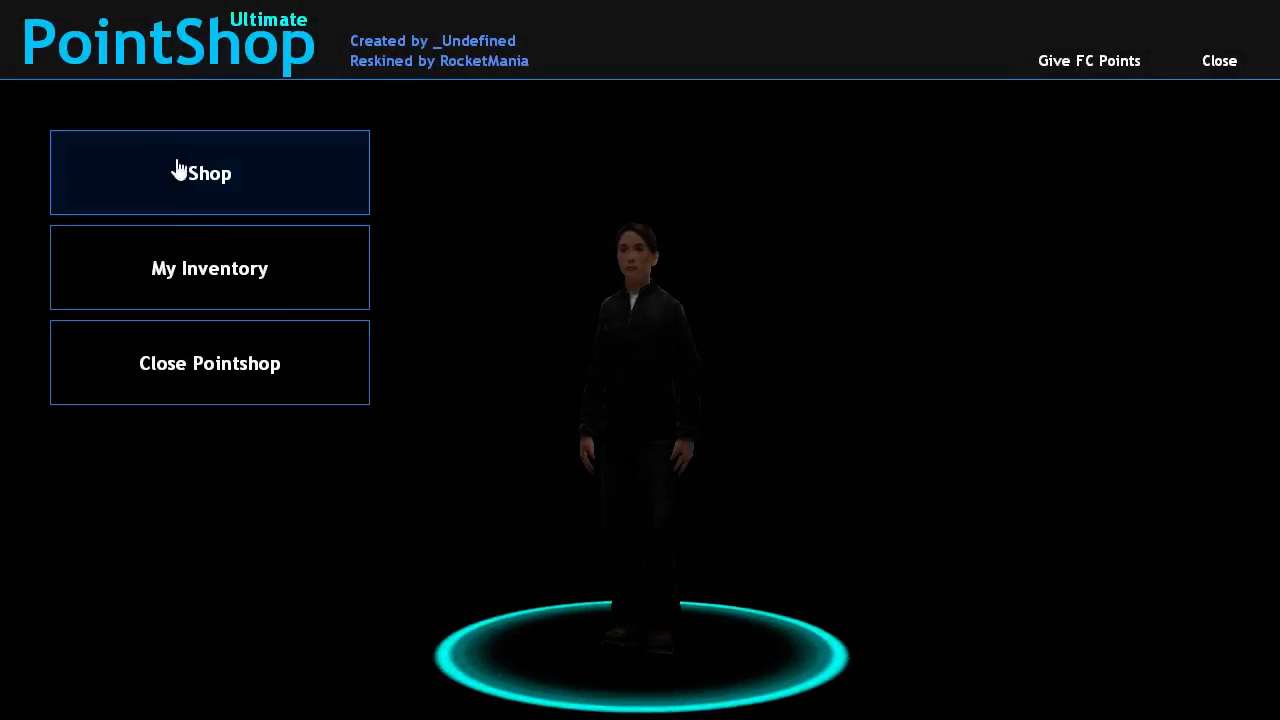 Ultimate
PointShop
Created by _Undefined
Reskined by RocketMania
Give FC Points
Close
Shop
My Inventory
Close Pointshop